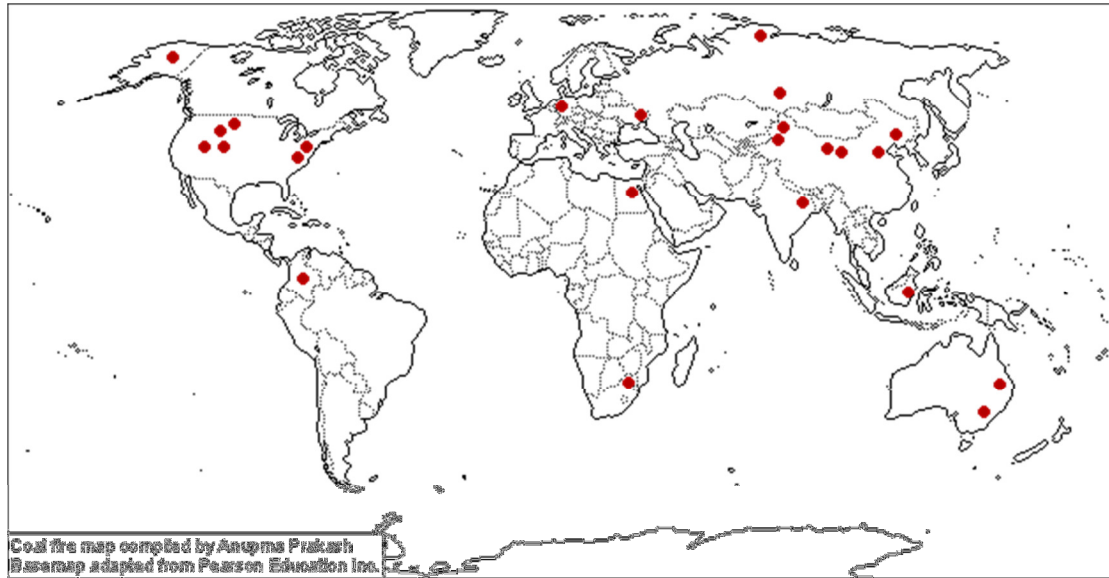 Coal fire map compiled by Anupma Prakash
Basemap adapted from Pearson Education Inc.